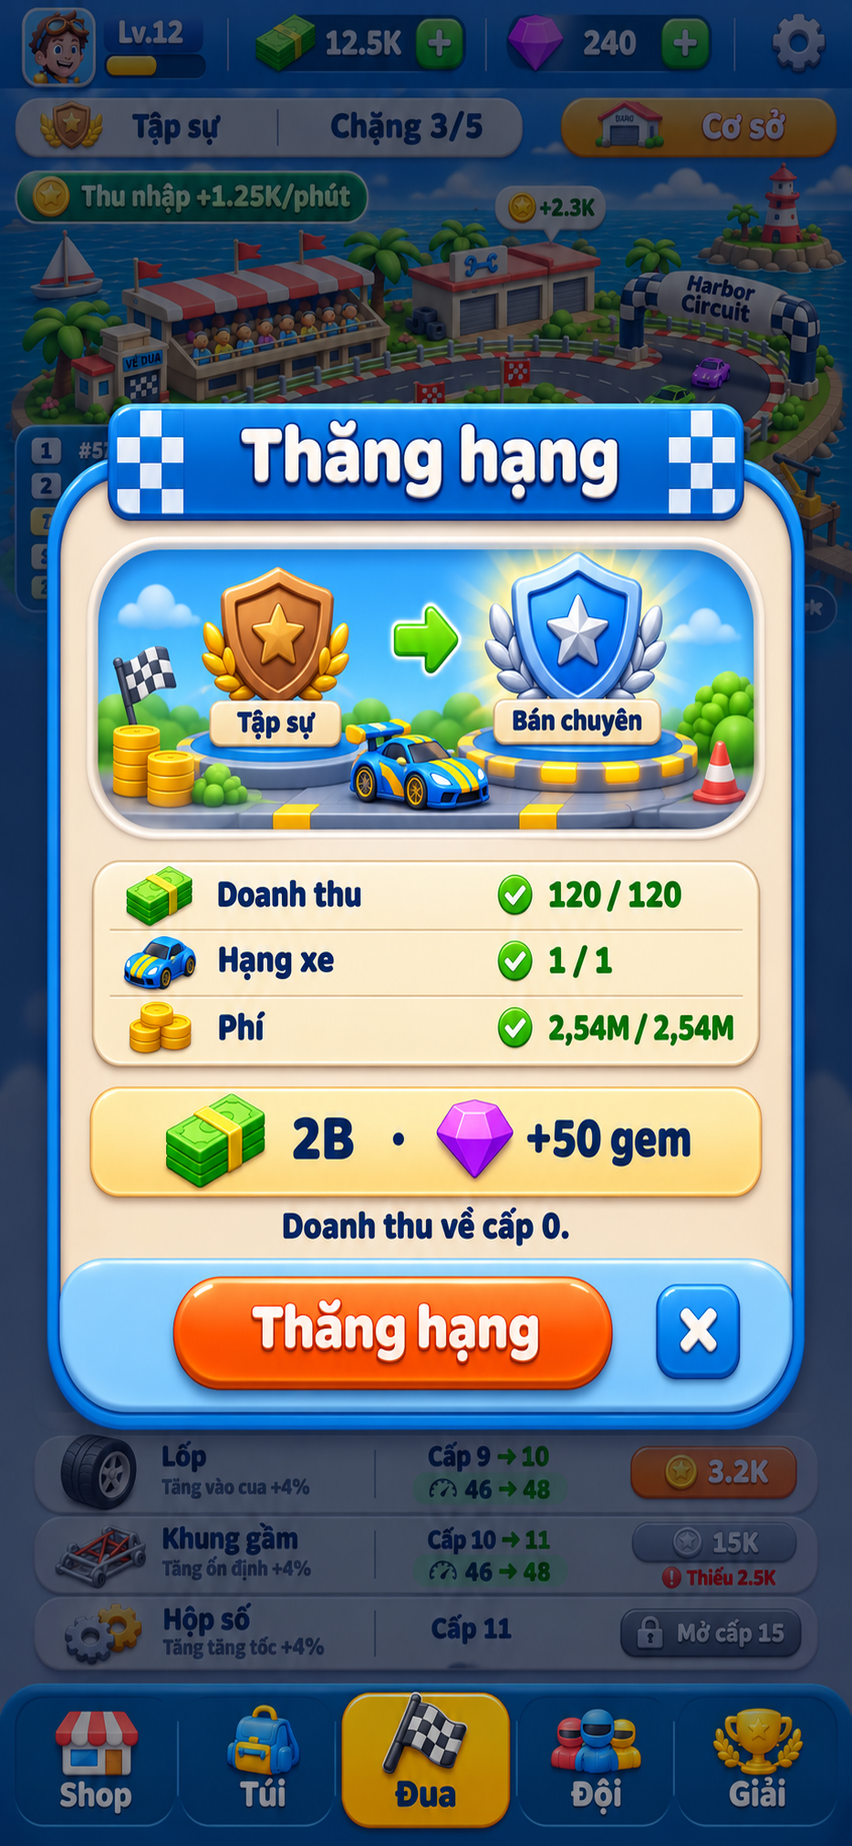 Lv.12
12.5K
240
Tập sự
Chặng 3/5
Cơ sở
Thu nhập +1.25K/phút
+2.3K
Harbor
Circuit
VÉ ĐUA
1
2
Thăng hạng
Tập sự
Bán chuyên
Doanh thu
120 / 120
Hạng xe
1 / 1
Phí
2,54M / 2,54M
2B • +50 gem
Doanh thu về cấp 0.
Thăng hạng
Lốp
Tăng vào cua +4%
Cấp 9 → 10
46 → 48
3.2K
Khung gầm
Tăng ổn định +4%
Cấp 10 → 11
46 → 48
15K
Thiếu 2.5K
Hộp số
Tăng tăng tốc +4%
Cấp 11
Mở cấp 15
Shop
Túi
Đua
Đội
Giải